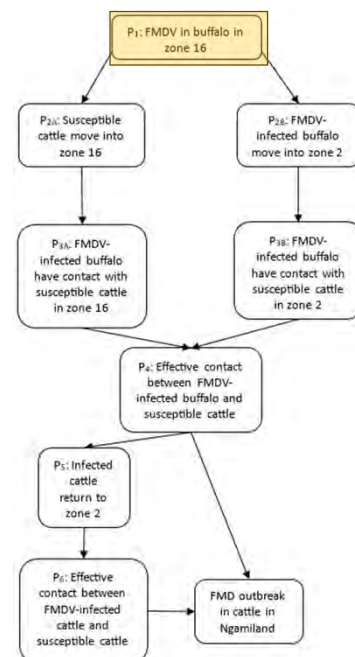 P₁: FMDV in buffalo in
zone 16
P₂ₐ: Susceptible
cattle move into
zone 16
P₂B: FMDV-
infected buffalo
move into zone 2
P₃ₐ: FMDV-
infected buffalo
have contact with
susceptible cattle
in zone 16
P₃B: FMDV-
infected buffalo
have contact with
susceptible cattle
in zone 2
P₄: Effective contact
between FMDV-
infected buffalo and
susceptible cattle
P₅: Infected
cattle
return to
zone 2
P₆: Effective
contact between
FMDV-infected
cattle and
susceptible cattle
FMD outbreak
in cattle in
Ngamiland